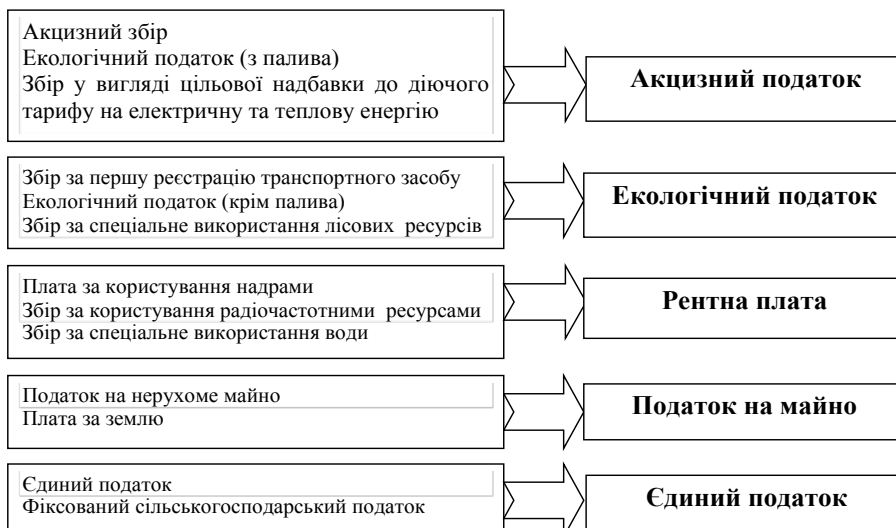 Акцизний збір
Екологічний податок (з палива)
Збір у вигляді цільової надбавки до діючого
тарифу на електричну та теплову енергію
Акцизний податок
Збір за першу реєстрацію транспортного засобу
Екологічний податок (крім палива)
Збір за спеціальне використання лісових ресурсів
Екологічний податок
Плата за користування надрами
Збір за користування радіочастотними ресурсами
Збір за спеціальне використання води
Рентна плата
Податок на нерухоме майно
Плата за землю
Податок на майно
Єдиний податок
Фіксований сільськогосподарський податок
Єдиний податок